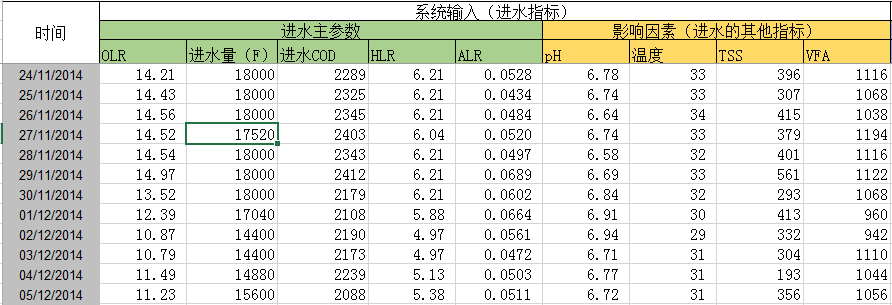 系统输入（进水指标）
时间 进水主参数 影响因素（进水的其他指标）
OLR 进水量（F） 进水COD HLR ALR pH 温度 TSS VFA
24/11/2014 14.21 18000 2289 6.21 0.0528 6.78 33 396 1116
25/11/2014 14.43 18000 2325 6.21 0.0434 6.74 33 307 1068
26/11/2014 14.56 18000 2345 6.21 0.0484 6.64 34 415 1038
27/11/2014 14.52 17520 2403 6.04 0.0520 6.74 33 379 1194
28/11/2014 14.54 18000 2343 6.21 0.0497 6.58 32 401 1116
29/11/2014 14.97 18000 2412 6.21 0.0689 6.69 33 561 1122
30/11/2014 13.52 18000 2179 6.21 0.0602 6.84 32 293 1068
01/12/2014 12.39 17040 2108 5.88 0.0664 6.91 30 413 960
02/12/2014 10.87 14400 2190 4.97 0.0561 6.94 29 332 942
03/12/2014 10.79 14400 2173 4.97 0.0472 6.71 31 304 1110
04/12/2014 11.49 14880 2239 5.13 0.0503 6.77 31 193 1044
05/12/2014 11.23 15600 2088 5.38 0.0511 6.72 31 356 1056